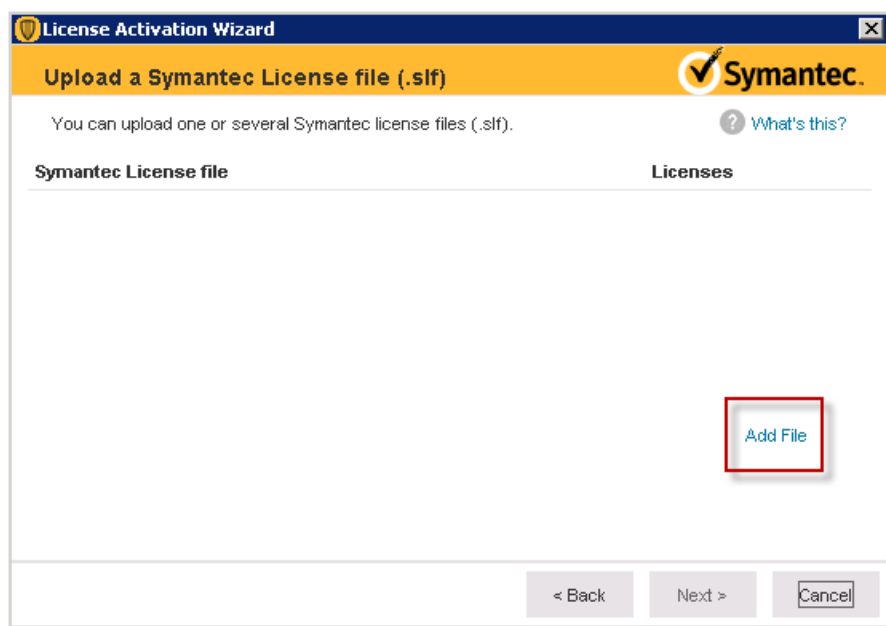 License Activation Wizard
Upload a Symantec License file (.slf)
Symantec.
You can upload one or several Symantec license files (.slf).
? What's this?
Symantec License file
Licenses
Add File
< Back
Next >
Cancel